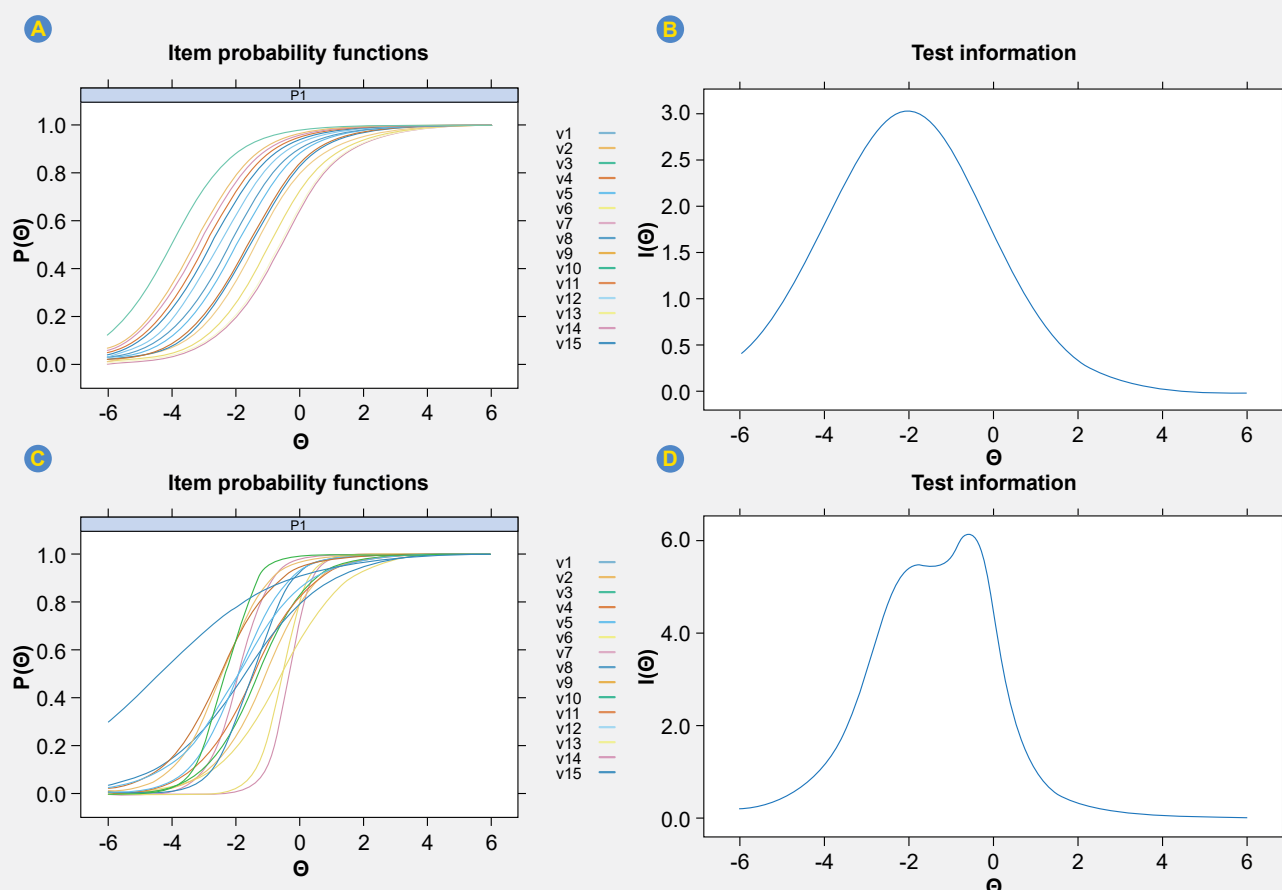 A
Item probability functions
P1
P(Θ)
1.0
0.8
0.6
0.4
0.2
0.0
-6 -4 -2 0 2 4 6
Θ
v1
v2
v3
v4
v5
v6
v7
v8
v9
v10
v11
v12
v13
v14
v15
B
Test information
I(Θ)
3.0
2.5
2.0
1.5
1.0
0.5
0.0
-6 -4 -2 0 2 4 6
Θ
C
Item probability functions
P1
P(Θ)
1.0
0.8
0.6
0.4
0.2
0.0
-6 -4 -2 0 2 4 6
Θ
v1
v2
v3
v4
v5
v6
v7
v8
v9
v10
v11
v12
v13
v14
v15
D
Test information
I(Θ)
6.0
4.0
2.0
0.0
-6 -4 -2 0 2 4 6
Θ